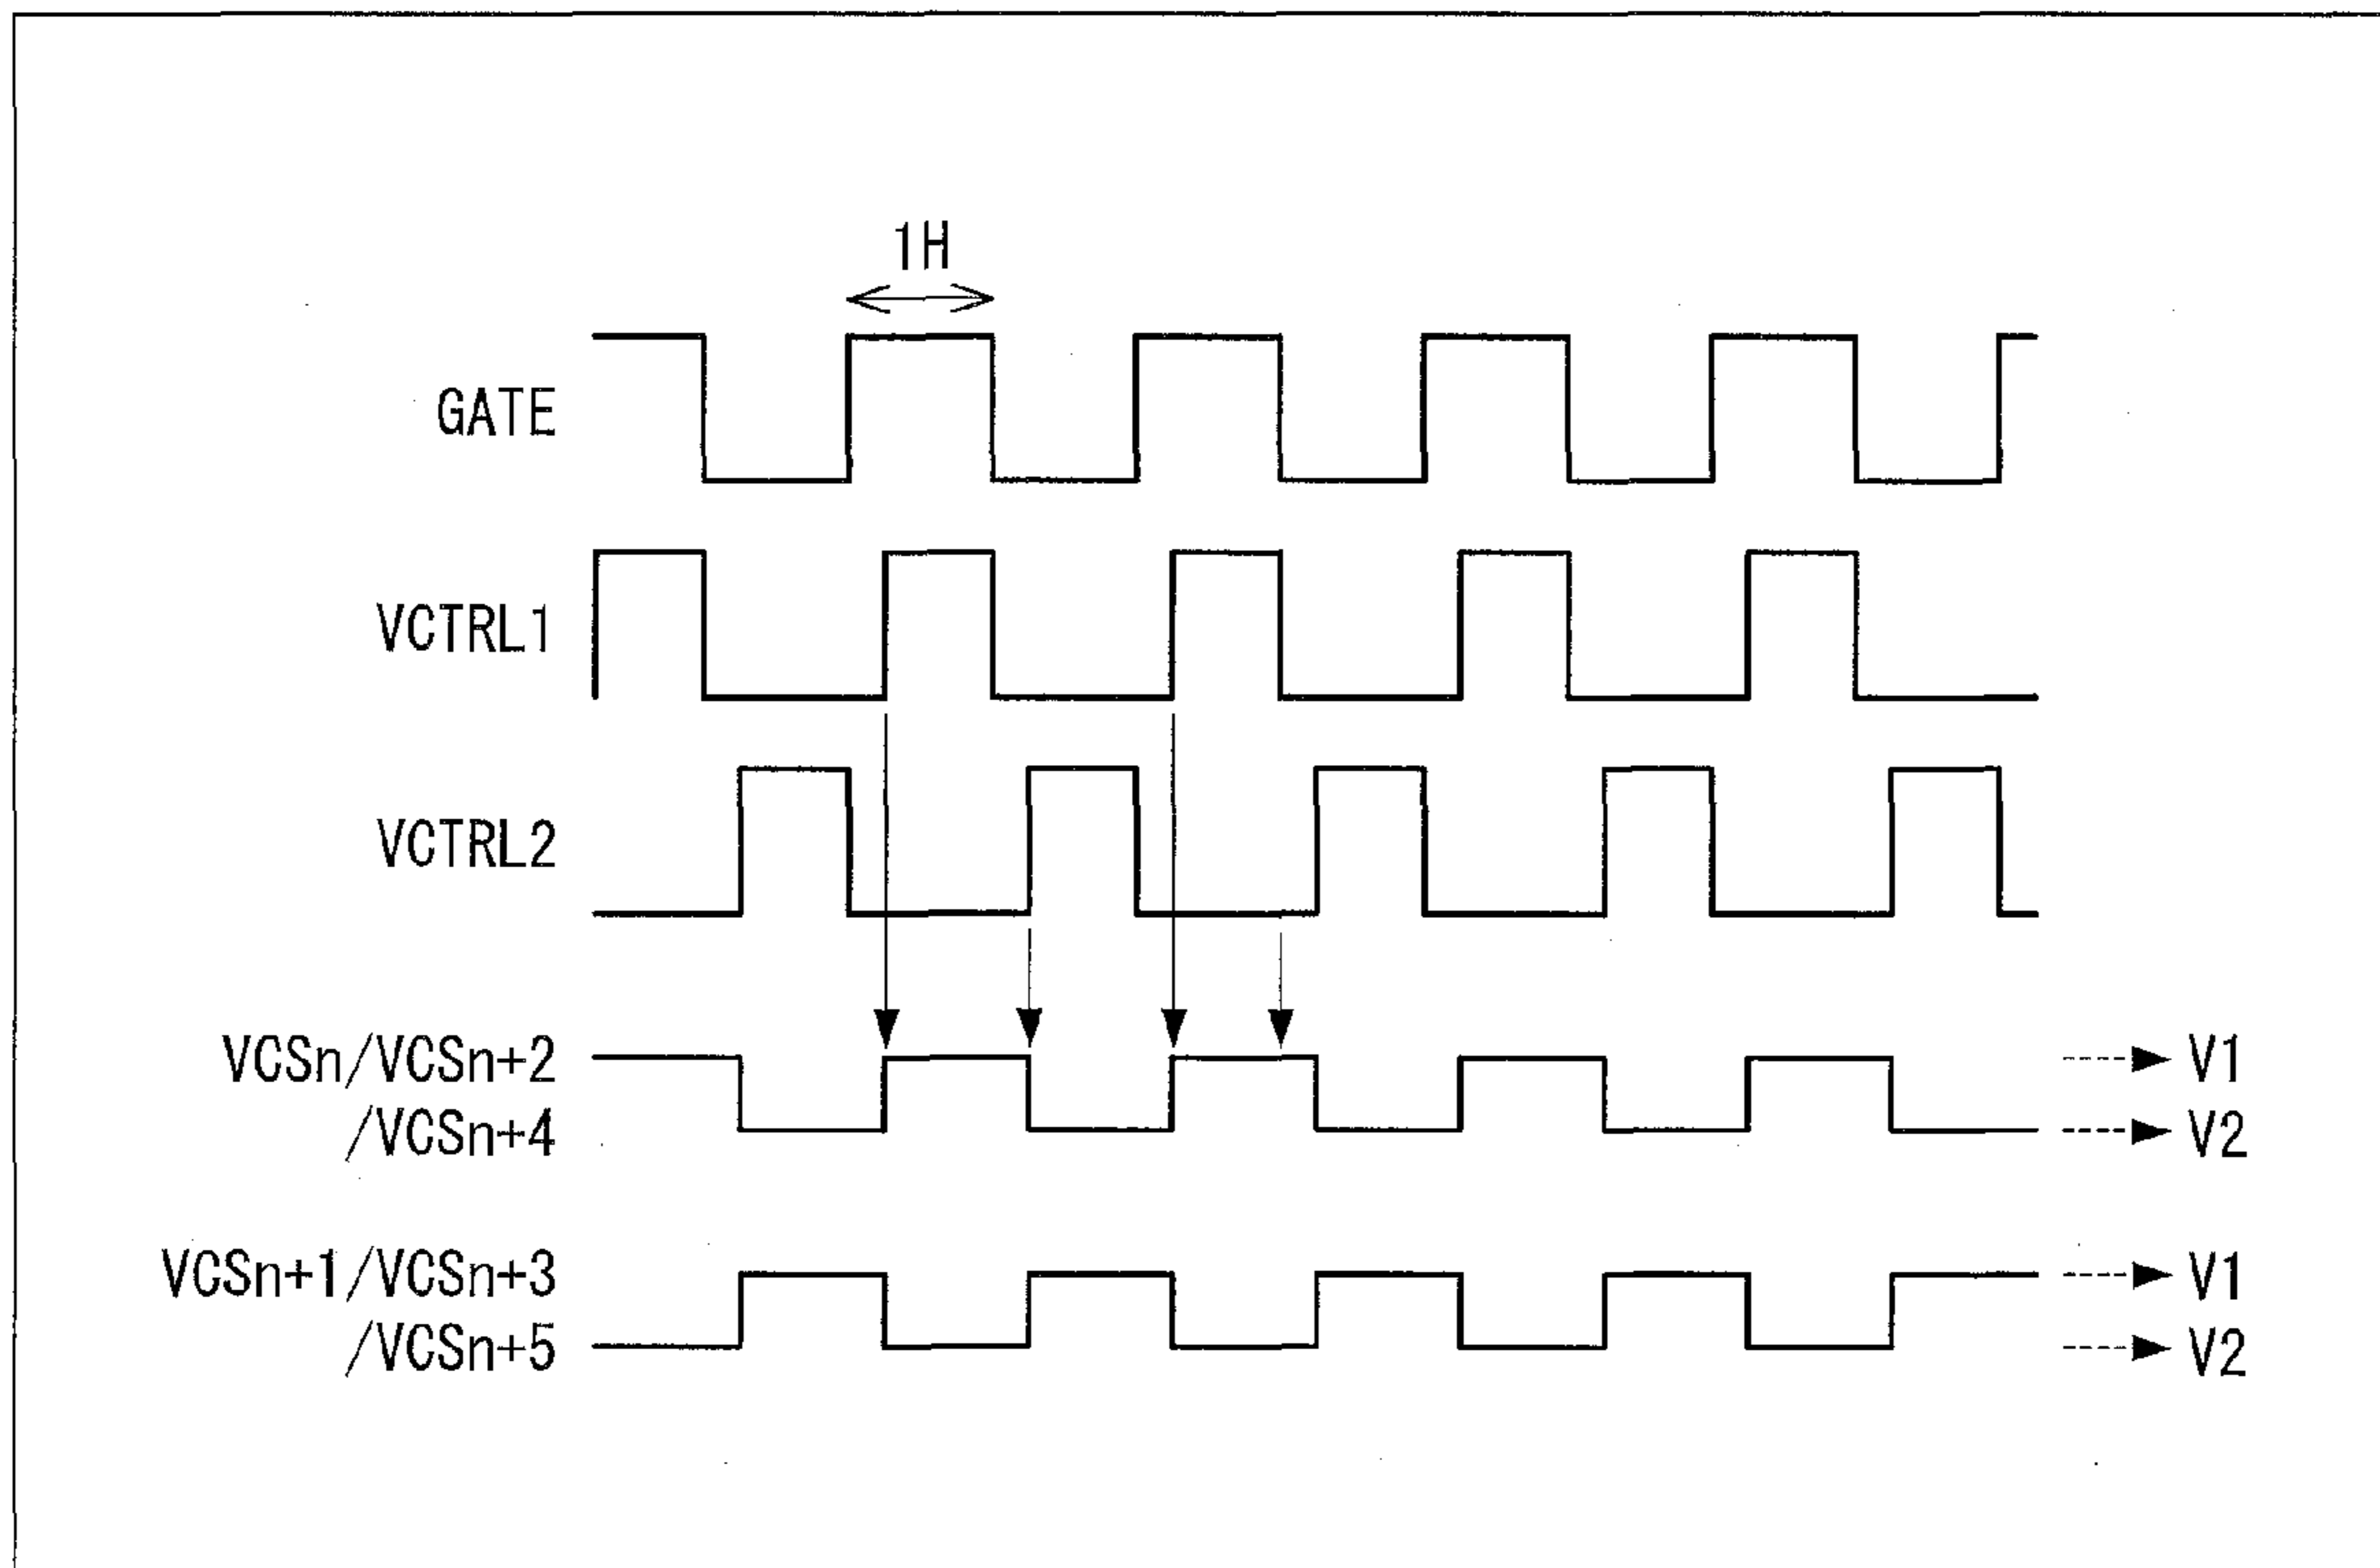 1H
GATE
VCTRL1
VCTRL2
VCSn/VCSn+2
/VCSn+4
V1
V2
VCSn+1/VCSn+3
/VCSn+5
V1
V2